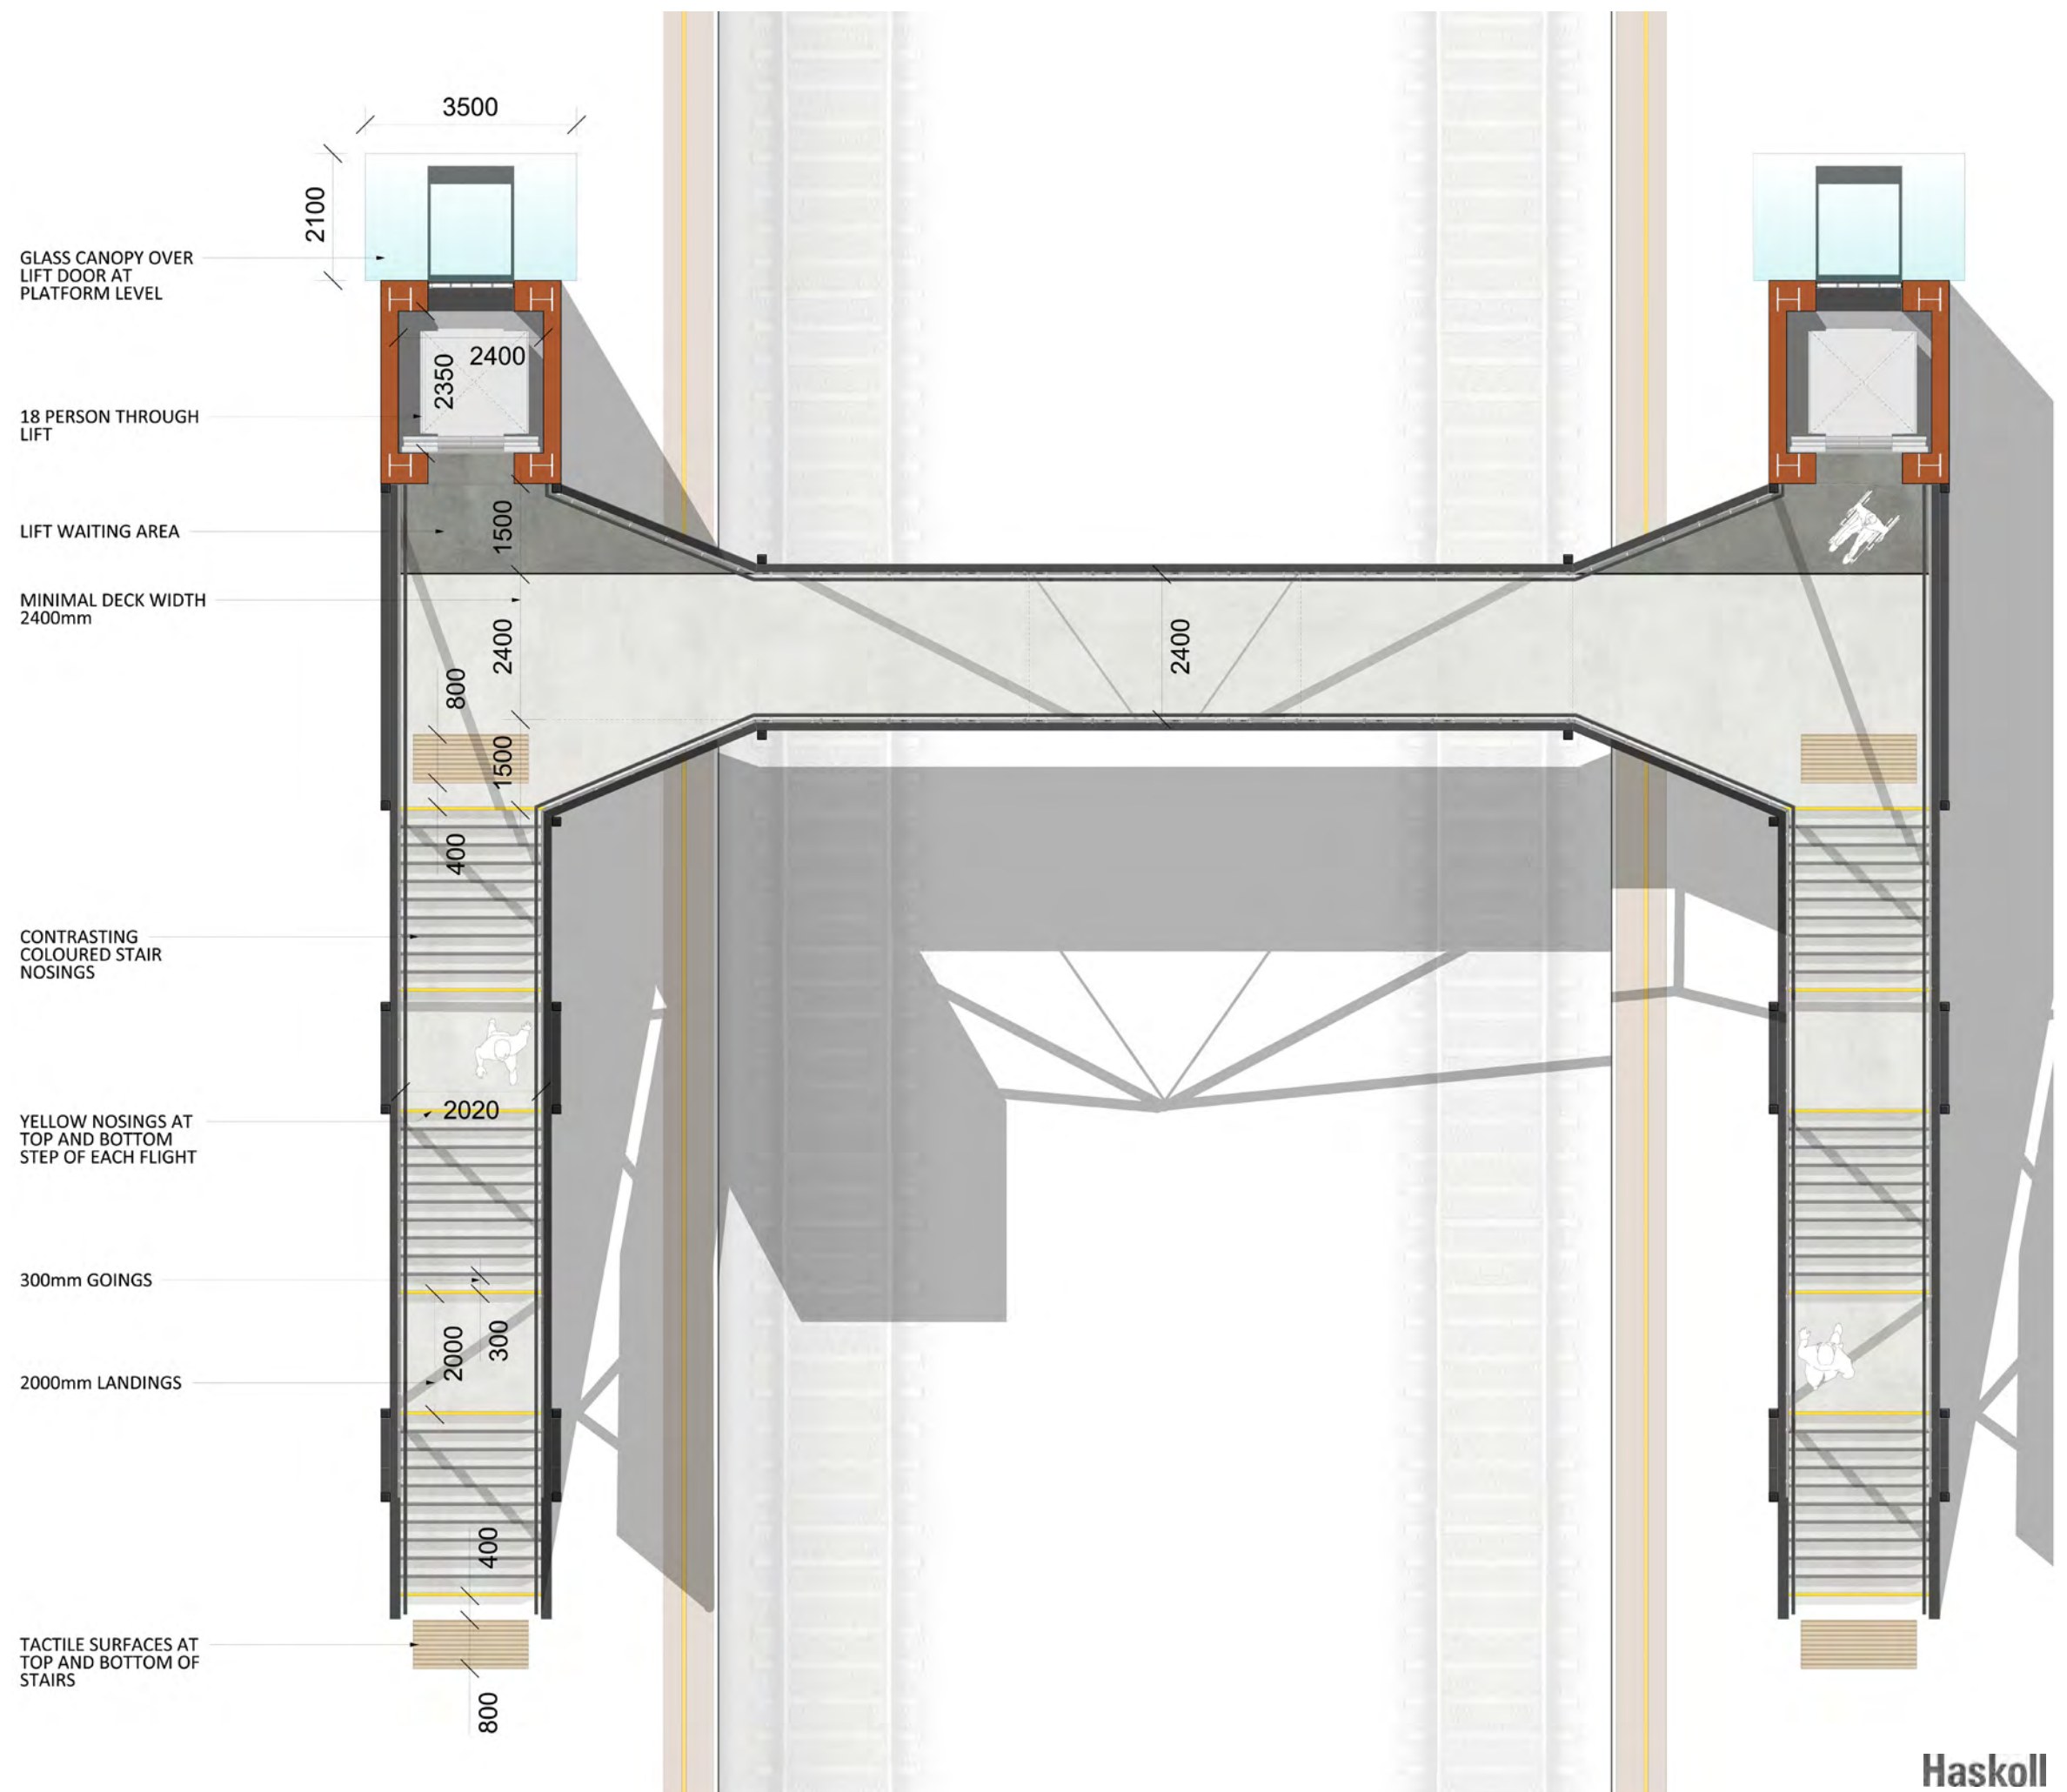 3500
2100
GLASS CANOPY OVER
LIFT DOOR AT
PLATFORM LEVEL
2400
2350
18 PERSON THROUGH
LIFT
1500
LIFT WAITING AREA
MINIMAL DECK WIDTH
2400mm
2400
2400
800
1500
400
CONTRASTING
COLOURED STAIR
NOSINGS
2020
YELLOW NOSINGS AT
TOP AND BOTTOM
STEP OF EACH FLIGHT
300mm GOINGS
300
2000
2000mm LANDINGS
400
TACTILE SURFACES AT
TOP AND BOTTOM OF
STAIRS
800
Haskoll